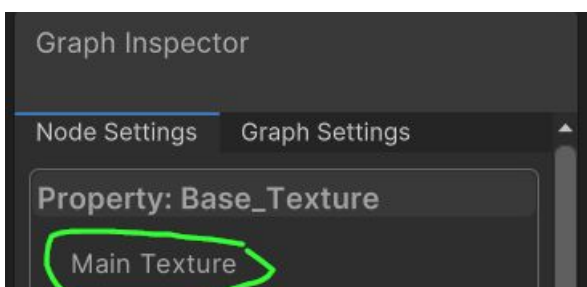 Graph Inspector
Node Settings Graph Settings
Property: Base_Texture
Main Texture